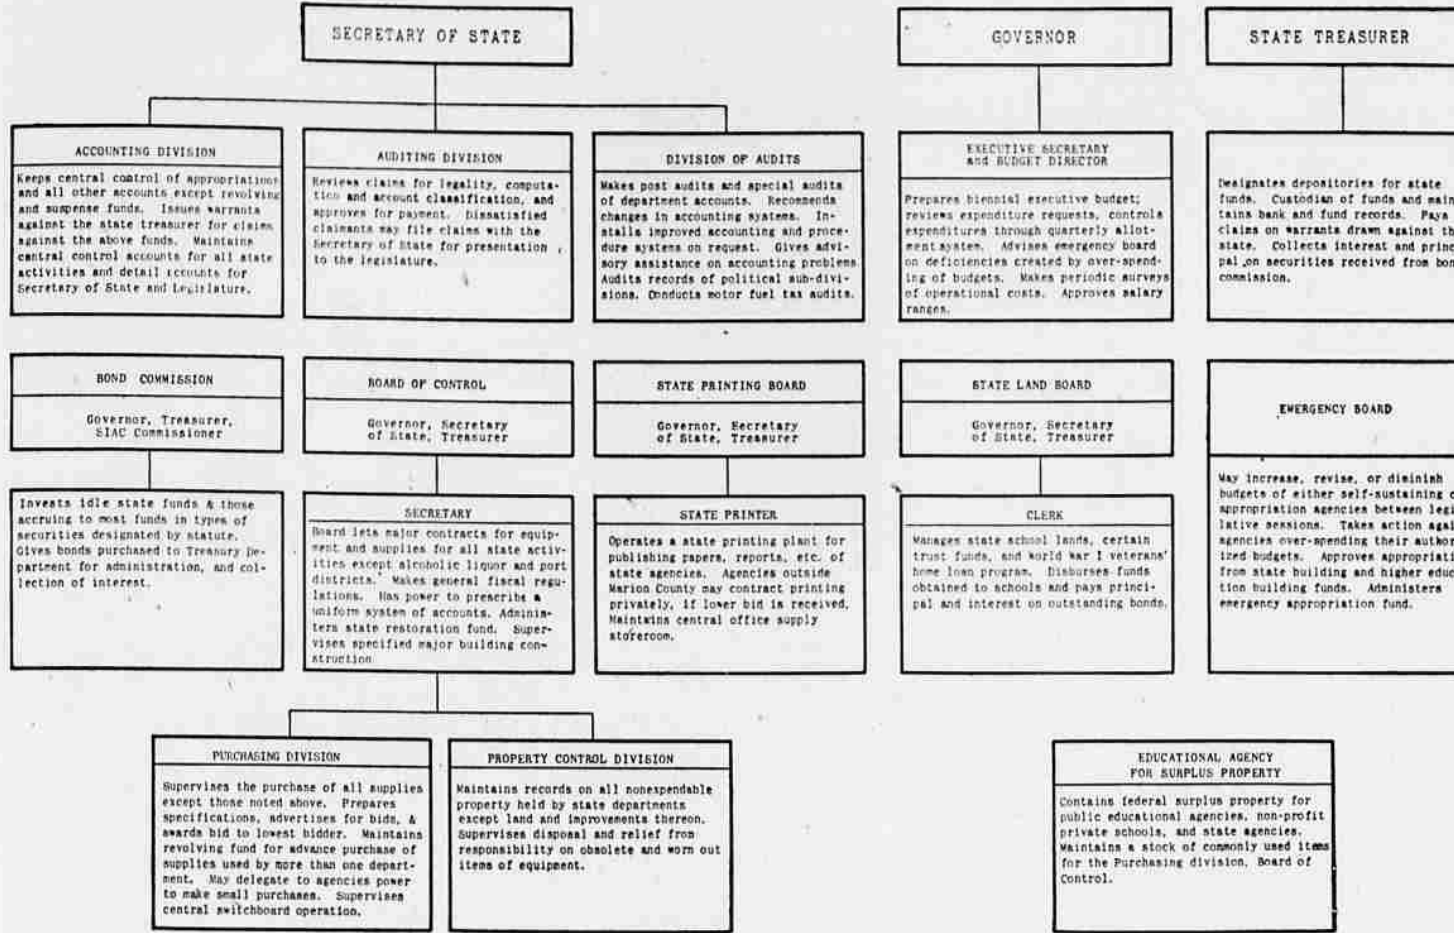 SECRETARY OF STATE
GOVERNOR
STATE TREASURER
ACCOUNTING DIVISION
Keeps central control of appropriations
and all other accounts except revolving
and suspense funds. Issues warrants
against the state treasurer for claims
against the above funds. Maintains
central control accounts for all state
activities and detail accounts for
Secretary of State and Legislature.
AUDITING DIVISION
Reviews claims for legality, computa-
tion and account classification, and
approves for payment. Dissatisfied
claimants may file claims with the
Secretary of State for presentation
to the legislature.
DIVISION OF AUDITS
Makes post audits and special audits
of department accounts. Recommends
changes in accounting systems. In-
stalls improved accounting and proce-
dure systems on request. Gives advi-
sory assistance on accounting problems.
Audits records of political sub-divi-
sions. Conducts motor fuel tax audits.
EXECUTIVE SECRETARY
and BUDGET DIRECTOR
Prepares biennial executive budget;
reviews expenditure requests, controls
expenditures through quarterly allot-
ment system. Advises emergency board
on deficiencies created by over-spend-
ing of budgets. Makes periodic surveys
of operational costs. Approves salary
ranges.
Designates depositories for state
funds. Custodian of funds and main
tains bank and fund records. Pays
claims on warrants drawn against th
state. Collects interest and princ
pal on securities received from bon
commission.
BOND COMMISSION
Governor, Treasurer,
SIAC Commissioner
BOARD OF CONTROL
Governor, Secretary
of State, Treasurer
STATE PRINTING BOARD
Governor, Secretary
of State, Treasurer
STATE LAND BOARD
Governor, Secretary
of State, Treasurer
EMERGENCY BOARD
Invests idle state funds & those
accruing to most funds in types of
securities designated by statute.
Gives bonds purchased to Treasury De-
partment for administration, and col-
lection of interest.
SECRETARY
Board lets major contracts for equip-
ment and supplies for all state activ-
ities except alcoholic liquor and port
districts. Makes general fiscal regu-
lations. Has power to prescribe a
uniform system of accounts. Adminis-
ters state restoration fund. Super-
vises specified major building con-
struction
STATE PRINTER
Operates a state printing plant for
publishing papers, reports, etc. of
state agencies. Agencies outside
Marion County may contract printing
privately, if lower bid is received.
Maintains central office supply
storeroom.
CLERK
Manages state school lands, certain
trust funds, and world war I veterans'
home loan program. Disburses funds
obtained to schools and pays princi-
pal and interest on outstanding bonds.
May increase, revise, or diminish
budgets of either self-sustaining o
appropriation agencies between legi
lative sessions. Takes action agai
agencies over-spending their author
ized budgets. Approves appropriat
from state building and higher educ
tion building funds. Administers
emergency appropriation fund.
PURCHASING DIVISION
Supervises the purchase of all supplies
except those noted above. Prepares
specifications, advertises for bids, &
awards bid to lowest bidder. Maintains
revolving fund for advance purchase of
supplies used by more than one depart-
ment. May delegate to agencies power
to make small purchases. Supervises
central switchboard operation.
PROPERTY CONTROL DIVISION
Maintains records on all nonexpendable
property held by state departments
except land and improvements thereon.
Supervises disposal and relief from
responsibility on obsolete and worn out
items of equipment.
EDUCATIONAL AGENCY
FOR SURPLUS PROPERTY
Contains federal surplus property for
public educational agencies, non-profit
private schools, and state agencies.
Maintains a stock of commonly used items
for the Purchasing division, Board of
Control.